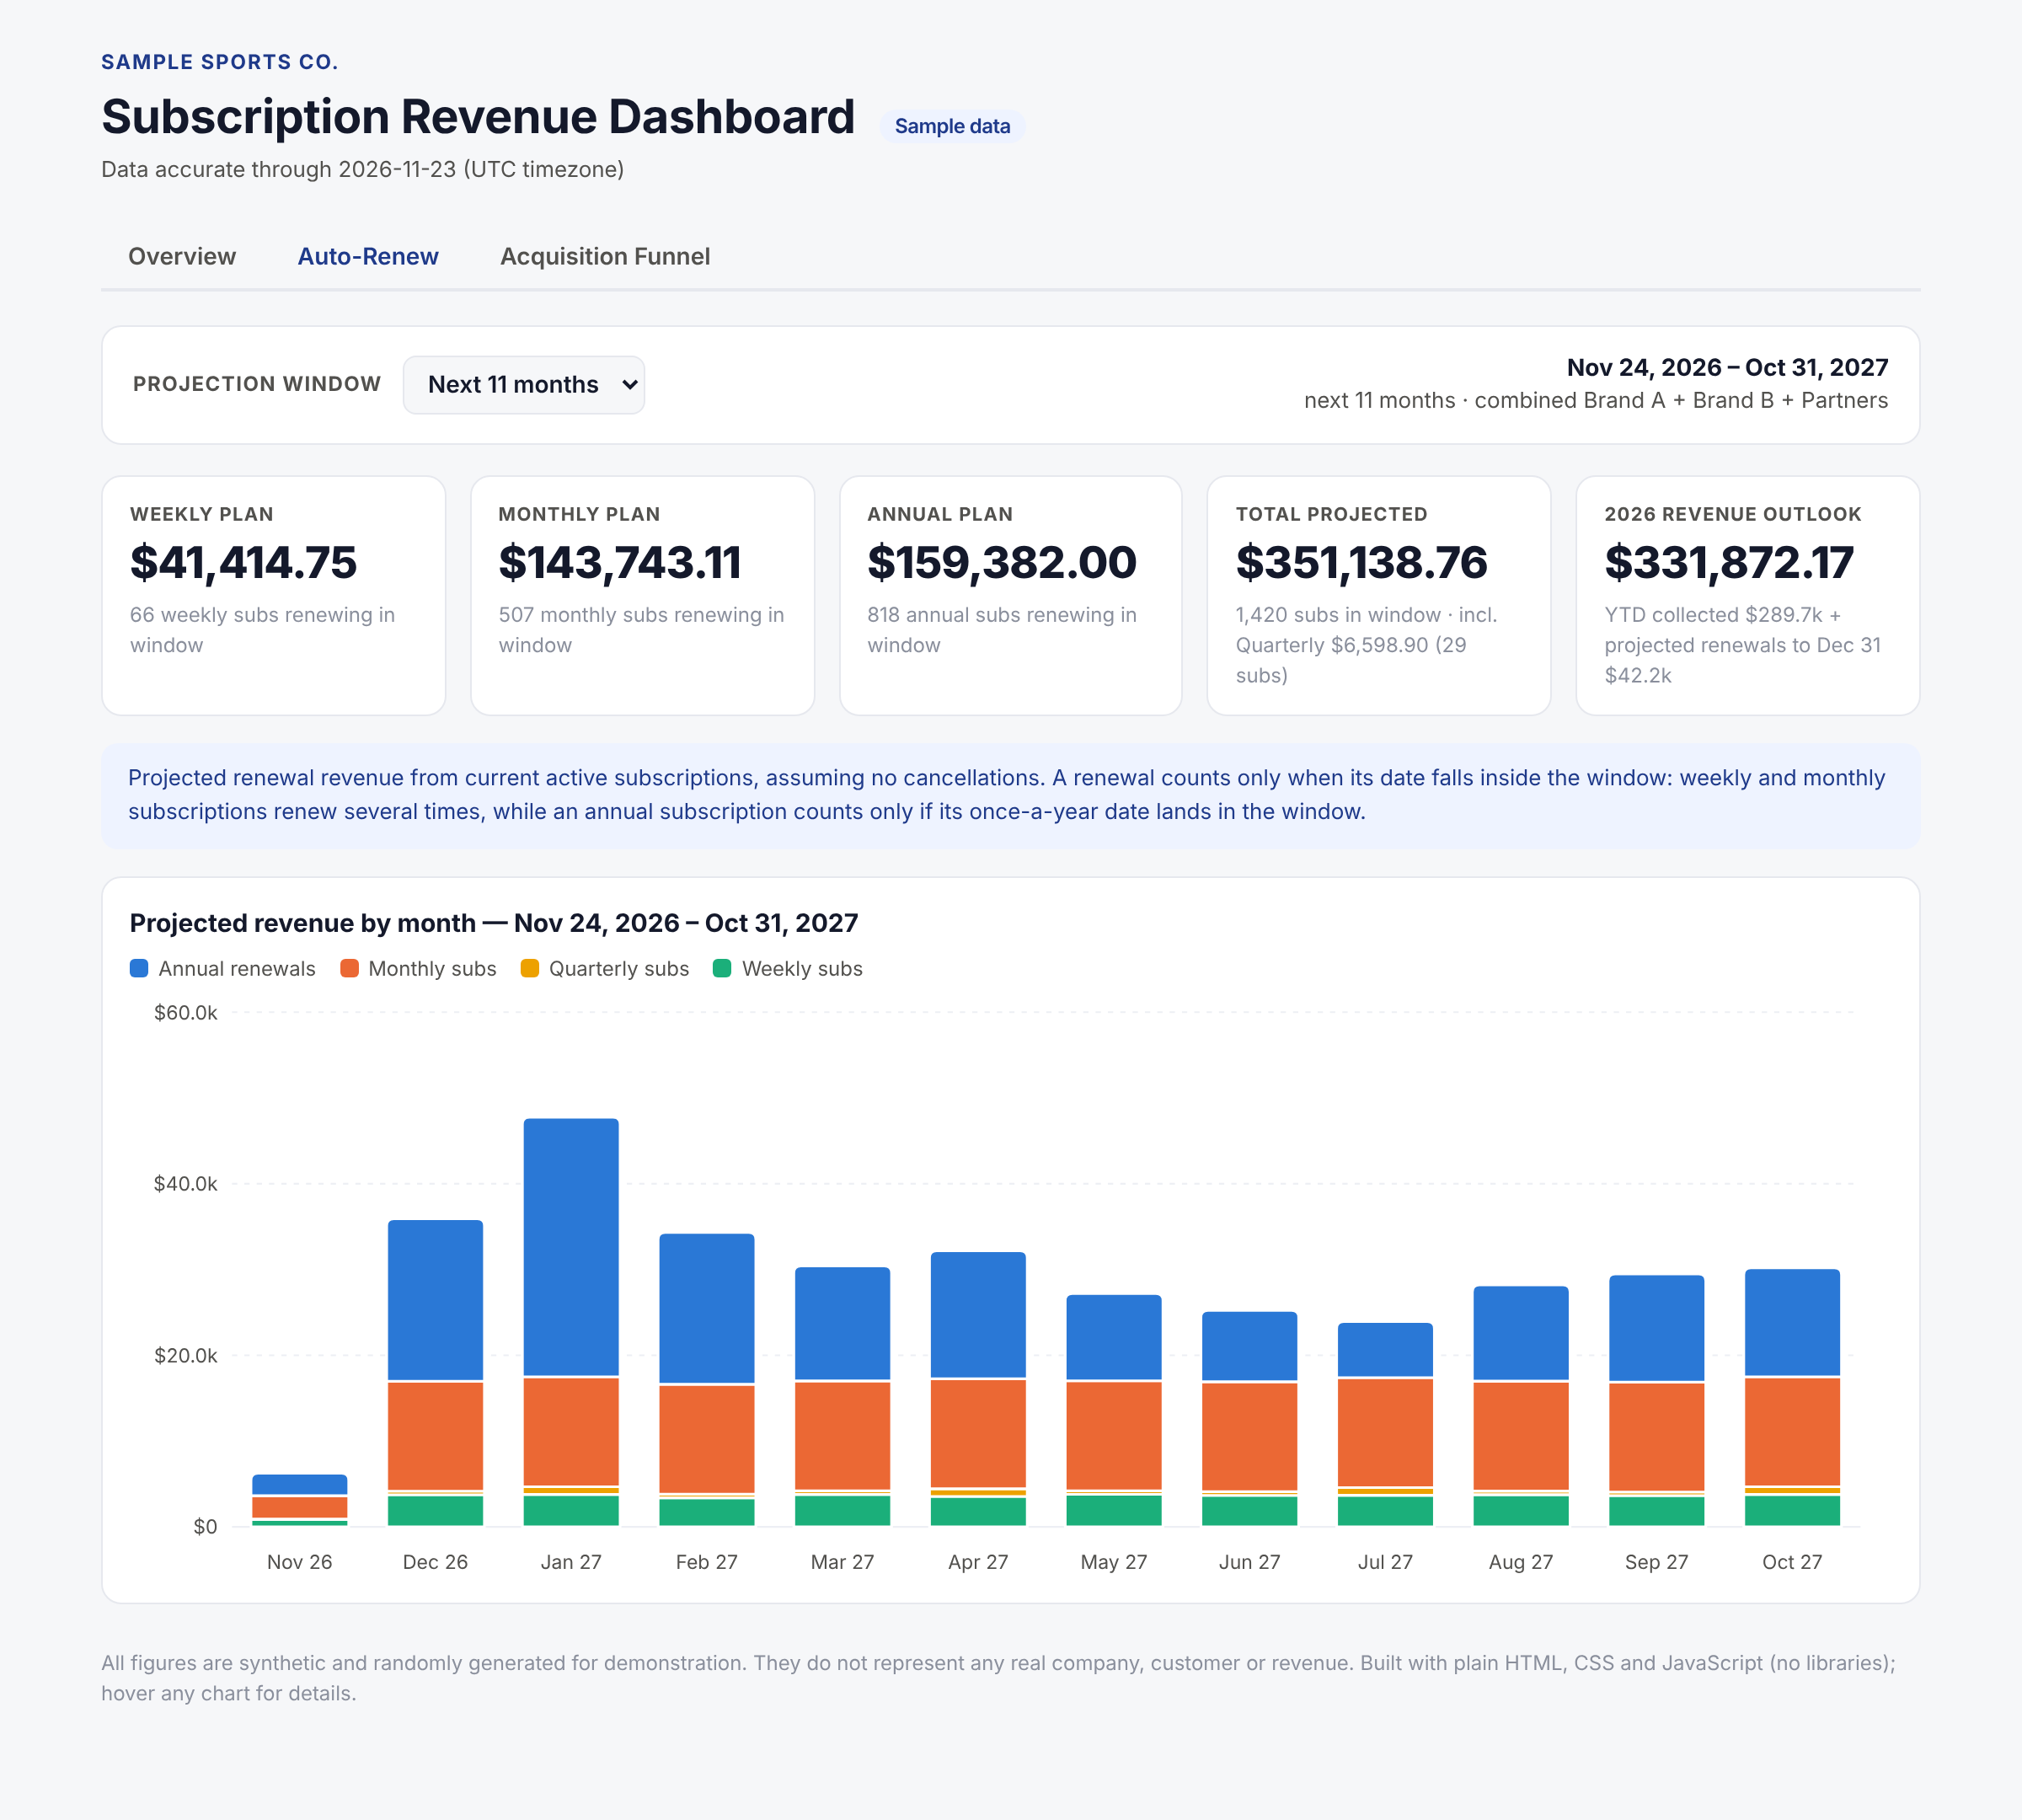 SAMPLE SPORTS CO.
Subscription Revenue Dashboard
Sample data
Data accurate through 2026-11-23 (UTC timezone)
Overview
Auto-Renew
Acquisition Funnel
PROJECTION WINDOW
Next 11 months
Nov 24, 2026 – Oct 31, 2027
next 11 months · combined Brand A + Brand B + Partners
WEEKLY PLAN
$41,414.75
66 weekly subs renewing in
window
MONTHLY PLAN
$143,743.11
507 monthly subs renewing in
window
ANNUAL PLAN
$159,382.00
818 annual subs renewing in
window
TOTAL PROJECTED
$351,138.76
1,420 subs in window · incl.
Quarterly $6,598.90 (29
subs)
2026 REVENUE OUTLOOK
$331,872.17
YTD collected $289.7k +
projected renewals to Dec 31
$42.2k
Projected renewal revenue from current active subscriptions, assuming no cancellations. A renewal counts only when its date falls inside the window: weekly and monthly
subscriptions renew several times, while an annual subscription counts only if its once-a-year date lands in the window.
Projected revenue by month — Nov 24, 2026 – Oct 31, 2027
Annual renewals
Monthly subs
Quarterly subs
Weekly subs
$60.0k
$40.0k
$20.0k
$0
Nov 26
Dec 26
Jan 27
Feb 27
Mar 27
Apr 27
May 27
Jun 27
Jul 27
Aug 27
Sep 27
Oct 27
All figures are synthetic and randomly generated for demonstration. They do not represent any real company, customer or revenue. Built with plain HTML, CSS and JavaScript (no libraries);
hover any chart for details.